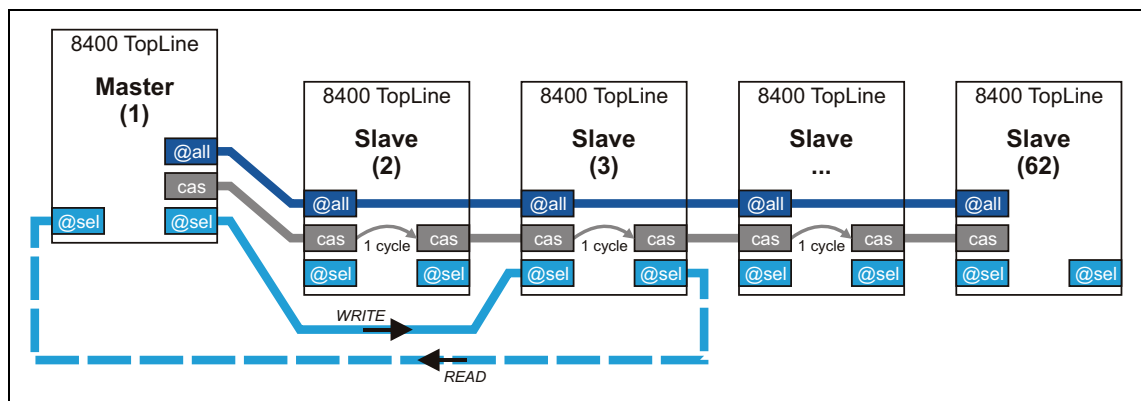 8400 TopLine
Master
(1)
@all
cas
@sel
@sel
8400 TopLine
Slave
(2)
@all
cas
1 cycle
cas
@sel
@sel
8400 TopLine
Slave
(3)
@all
cas
1 cycle
cas
@sel
@sel
8400 TopLine
Slave
...
@all
cas
1 cycle
cas
@sel
@sel
8400 TopLine
Slave
(62)
@all
cas
@sel
WRITE
READ